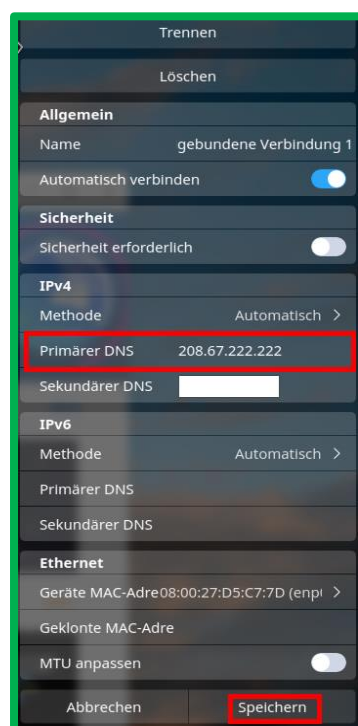 Trennen
Löschen
Allgemein
Name gebundene Verbindung 1
Automatisch verbinden
Sicherheit
Sicherheit erforderlich
IPv4
Methode Automatisch >
Primärer DNS 208.67.222.222
Sekundärer DNS
IPv6
Methode Automatisch >
Primärer DNS
Sekundärer DNS
Ethernet
Geräte MAC-Adre08:00:27:D5:C7:7D (enpı >
Geklonte MAC-Adre
MTU anpassen
Abbrechen Speichern